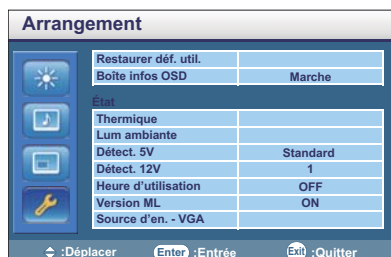 Arrangement
Restaurer déf. util.
Boîte infos OSD Marche
État
Thermique
Lum ambiante
Détect. 5V Standard
Détect. 12V 1
Heure d'utilisation OFF
Version ML ON
Source d'en. - VGA
:Déplacer Enter :Entrée Exit :Quitter